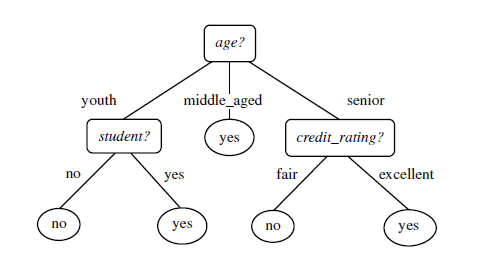 age?
youth
middle_aged
senior
student?
yes
credit_rating?
no
yes
fair
excellent
no
yes
no
yes